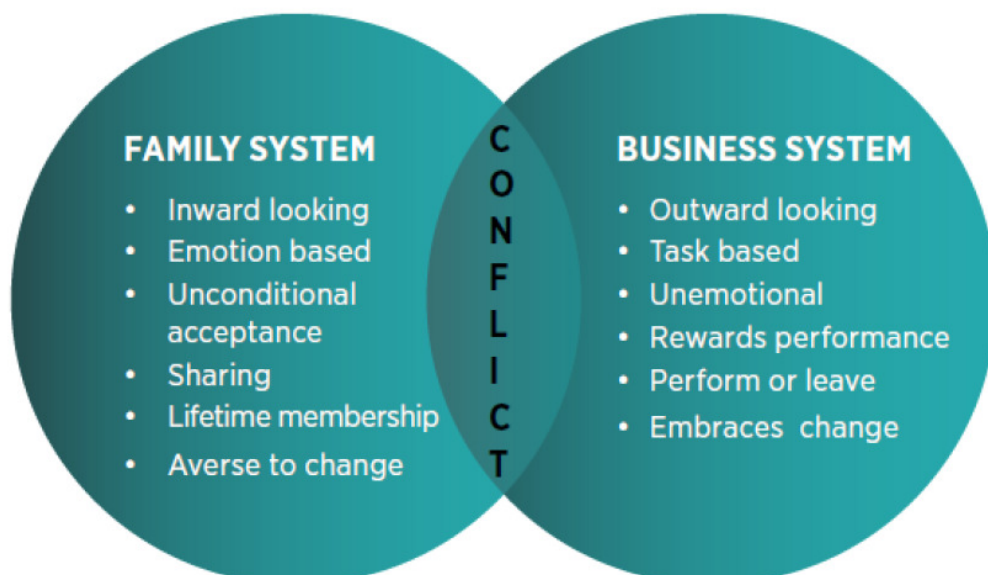 FAMILY SYSTEM
• Inward looking
• Emotion based
• Unconditional
acceptance
• Sharing
• Lifetime membership
• Averse to change
CONFLICT
BUSINESS SYSTEM
• Outward looking
• Task based
• Unemotional
• Rewards performance
• Perform or leave
• Embraces change